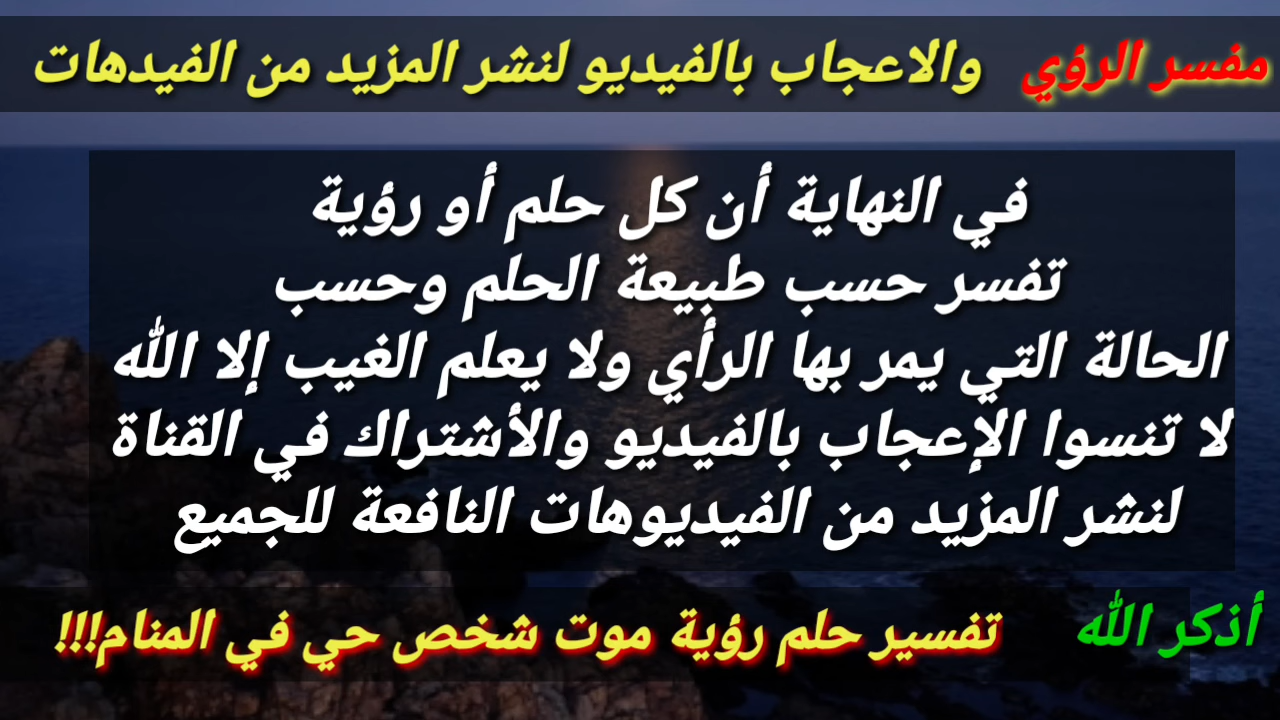 مفسر الرؤي والاعجاب بالفيديو لنشر المزيد من الفيدهات
في النهاية أن كل حلم أو رؤية
تفسر حسب طبيعة الحلم وحسب
الحالة التي يمر بها الرأي ولا يعلم الغيب إلا الله
لا تنسوا الإعجاب بالفيديو والأشتراك في القناة
لنشر المزيد من الفيديوهات النافعة للجميع
أذكر الله تفسير حلم رؤية موت شخص حي في المنام!!!